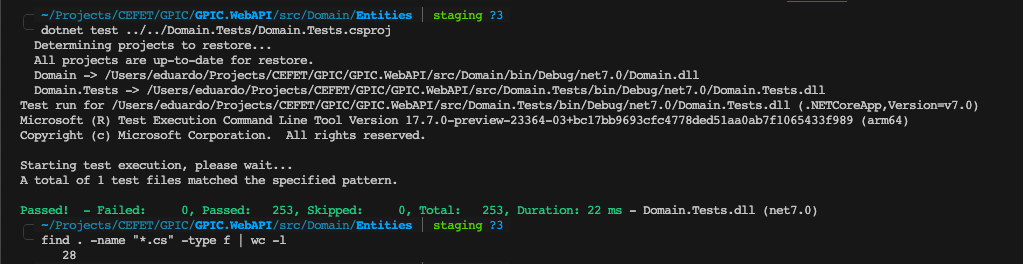 ~/Projects/CEFET/GPIC/GPIC.WebAPI/src/Domain/Entities | staging ?3
dotnet test ../../Domain.Tests/Domain.Tests.csproj
Determining projects to restore...
All projects are up-to-date for restore.
Domain -> /Users/eduardo/Projects/CEFET/GPIC/GPIC.WebAPI/src/Domain/bin/Debug/net7.0/Domain.dll
Domain.Tests -> /Users/eduardo/Projects/CEFET/GPIC/GPIC.WebAPI/src/Domain.Tests/bin/Debug/net7.0/Domain.Tests.dll
Test run for /Users/eduardo/Projects/CEFET/GPIC/GPIC.WebAPI/src/Domain.Tests/bin/Debug/net7.0/Domain.Tests.dll (.NETCoreApp,Version=v7.0)
Microsoft (R) Test Execution Command Line Tool Version 17.7.0-preview-23364-03+bc17bb9693cfc4778ded51aa0ab7f1065433f989 (arm64)
Copyright (c) Microsoft Corporation.  All rights reserved.
Starting test execution, please wait...
A total of 1 test files matched the specified pattern.
Passed!  - Failed:     0, Passed:   253, Skipped:     0, Total:   253, Duration: 22 ms - Domain.Tests.dll (net7.0)
~/Projects/CEFET/GPIC/GPIC.WebAPI/src/Domain/Entities | staging ?3
find . -name "*.cs" -type f | wc -l
28